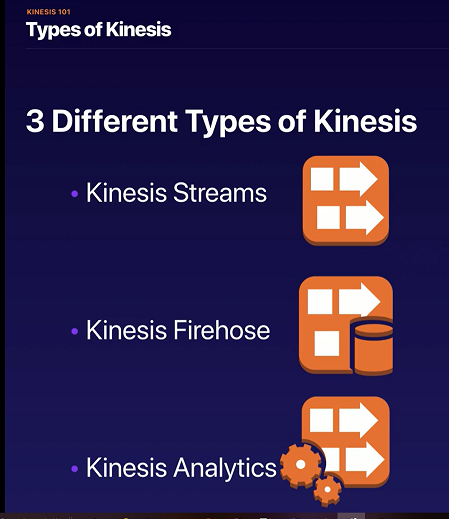 KINESIS 101
Types of Kinesis
3 Different Types of Kinesis
• Kinesis Streams
• Kinesis Firehose
• Kinesis Analytics